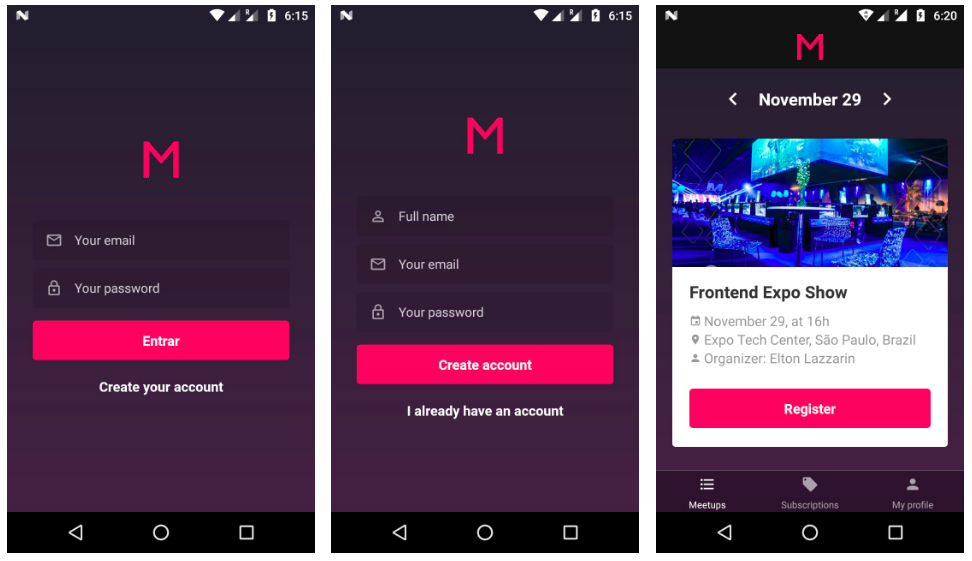 6:15
M
Your email
Your password
Entrar
Create your account
6:15
M
Full name
Your email
Your password
Create account
I already have an account
6:20
M
November 29
Frontend Expo Show
November 29, at 16h
Expo Tech Center, São Paulo, Brazil
Organizer: Elton Lazzarin
Register
Meetups Subscriptions My profile